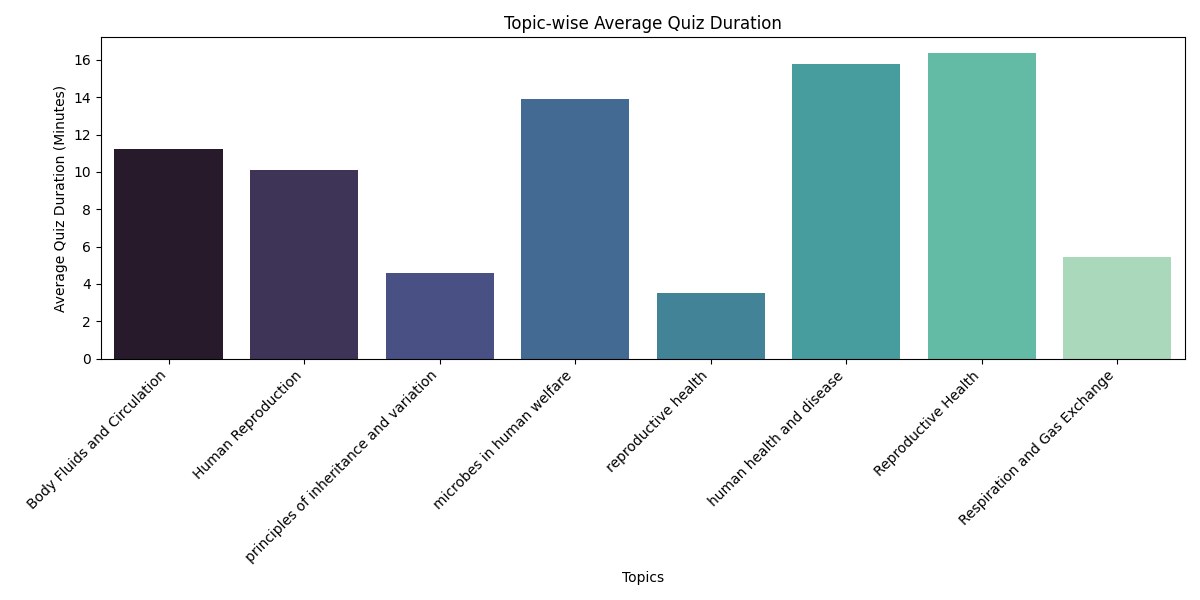 Topic-wise Average Quiz Duration
Average Quiz Duration (Minutes)
16
14
12
10
8
6
4
2
0
Body Fluids and Circulation
Human Reproduction
principles of inheritance and variation
microbes in human welfare
reproductive health
human health and disease
Reproductive Health
Respiration and Gas Exchange
Topics